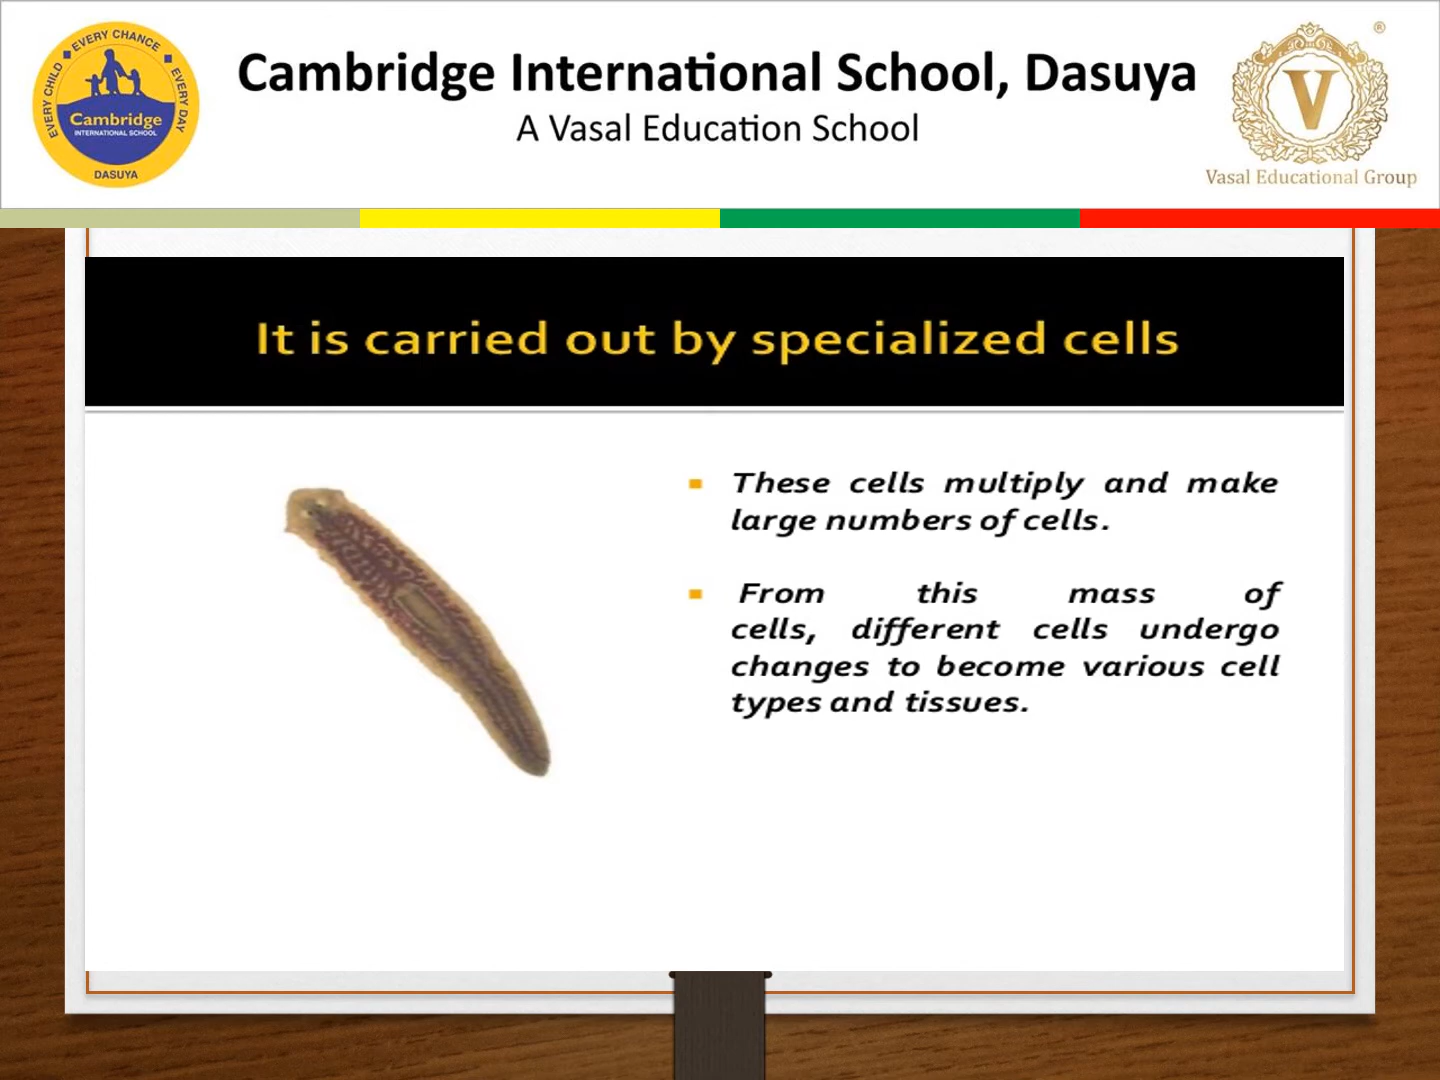 EVERY CHILD ■ EVERY CHANCE ■ EVERY DAY
Cambridge
INTERNATIONAL SCHOOL
DASUYA
Cambridge International School, Dasuya
A Vasal Education School
®
V
Vasal Educational Group
It is carried out by specialized cells
▪ These cells multiply and make
large numbers of cells.
▪ From this mass of
cells, different cells undergo
changes to become various cell
types and tissues.